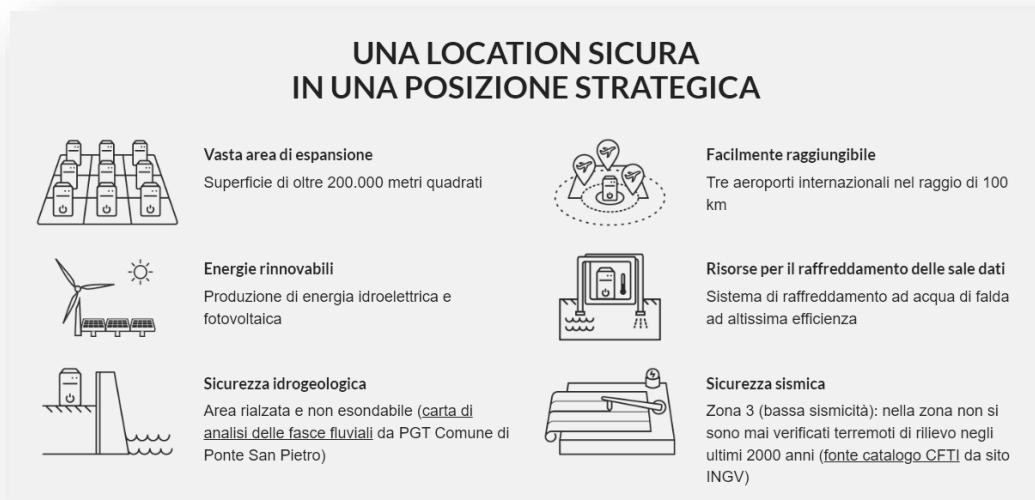 UNA LOCATION SICURA
IN UNA POSIZIONE STRATEGICA
Vasta area di espansione
Superficie di oltre 200.000 metri quadrati
Facilmente raggiungibile
Tre aeroporti internazionali nel raggio di 100
km
Energie rinnovabili
Produzione di energia idroelettrica e
fotovoltaica
Risorse per il raffreddamento delle sale dati
Sistema di raffreddamento ad acqua di falda
ad altissima efficienza
Sicurezza idrogeologica
Area rialzata e non esondabile (carta di
analisi delle fasce fluviali da PGT Comune di
Ponte San Pietro)
Sicurezza sismica
Zona 3 (bassa sismicità): nella zona non si
sono mai verificati terremoti di rilievo negli
ultimi 2000 anni (fonte catalogo CFTI da sito
INGV)